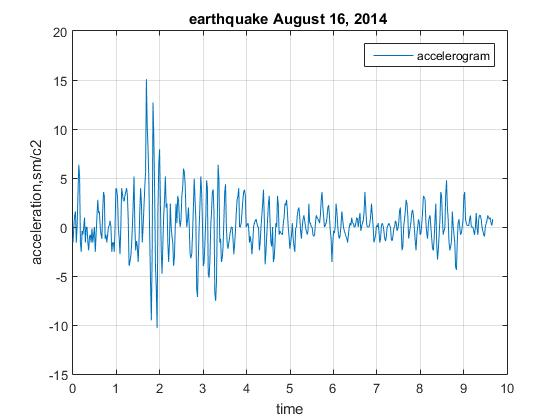 earthquake August 16, 2014
20
accelerogram
15
10
5
0
-5
-10
-15
acceleration,sm/c2
0 1 2 3 4 5 6 7 8 9 10
time